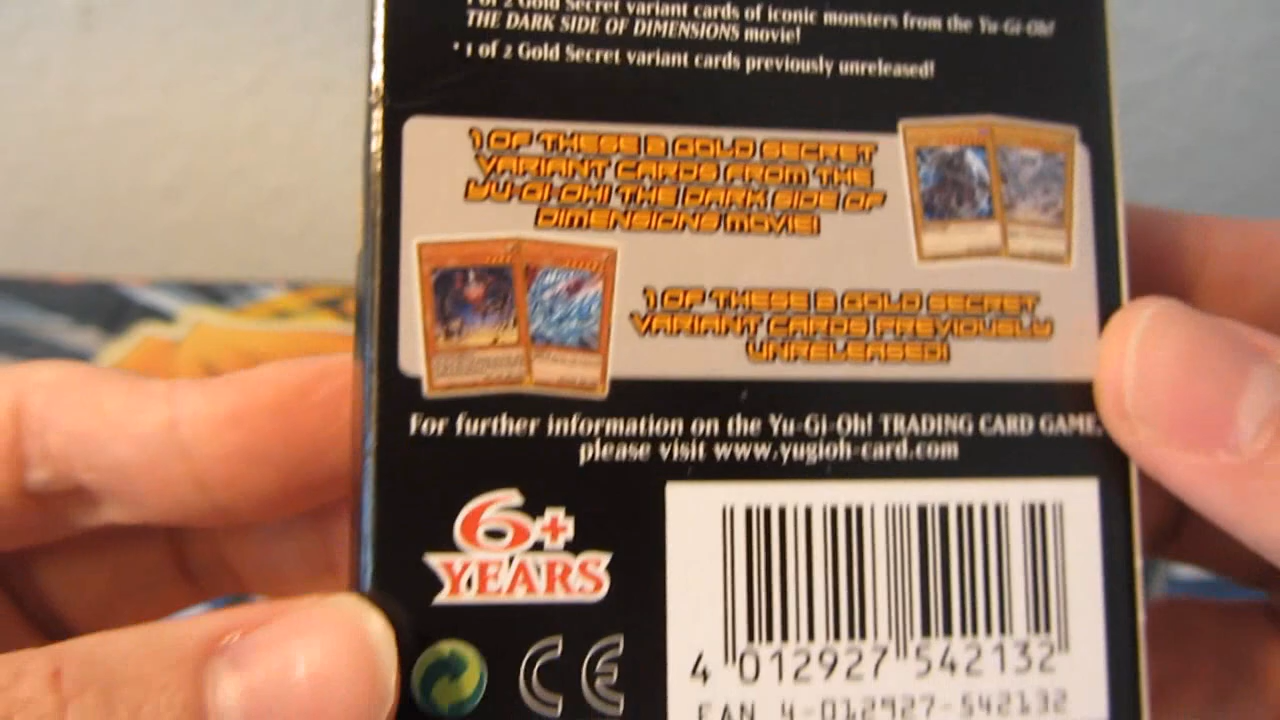 1 of 2 Gold Secret variant cards of iconic monsters from the Yu-Gi-Oh!
THE DARK SIDE OF DIMENSIONS movie!
* 1 of 2 Gold Secret variant cards previously unreleased!
1 OF THESE 2 GOLD SECRET
VARIANT CARDS FROM THE
YU-GI-OH! THE DARK SIDE OF
DIMENSIONS MOVIE!
1 OF THESE 2 GOLD SECRET
VARIANT CARDS PREVIOUSLY
UNRELEASED!
For further information on the Yu-Gi-Oh! TRADING CARD GAME,
please visit www.yugioh-card.com
6+
YEARS
CE
4 012927 542132
EAN 4-012927-542132